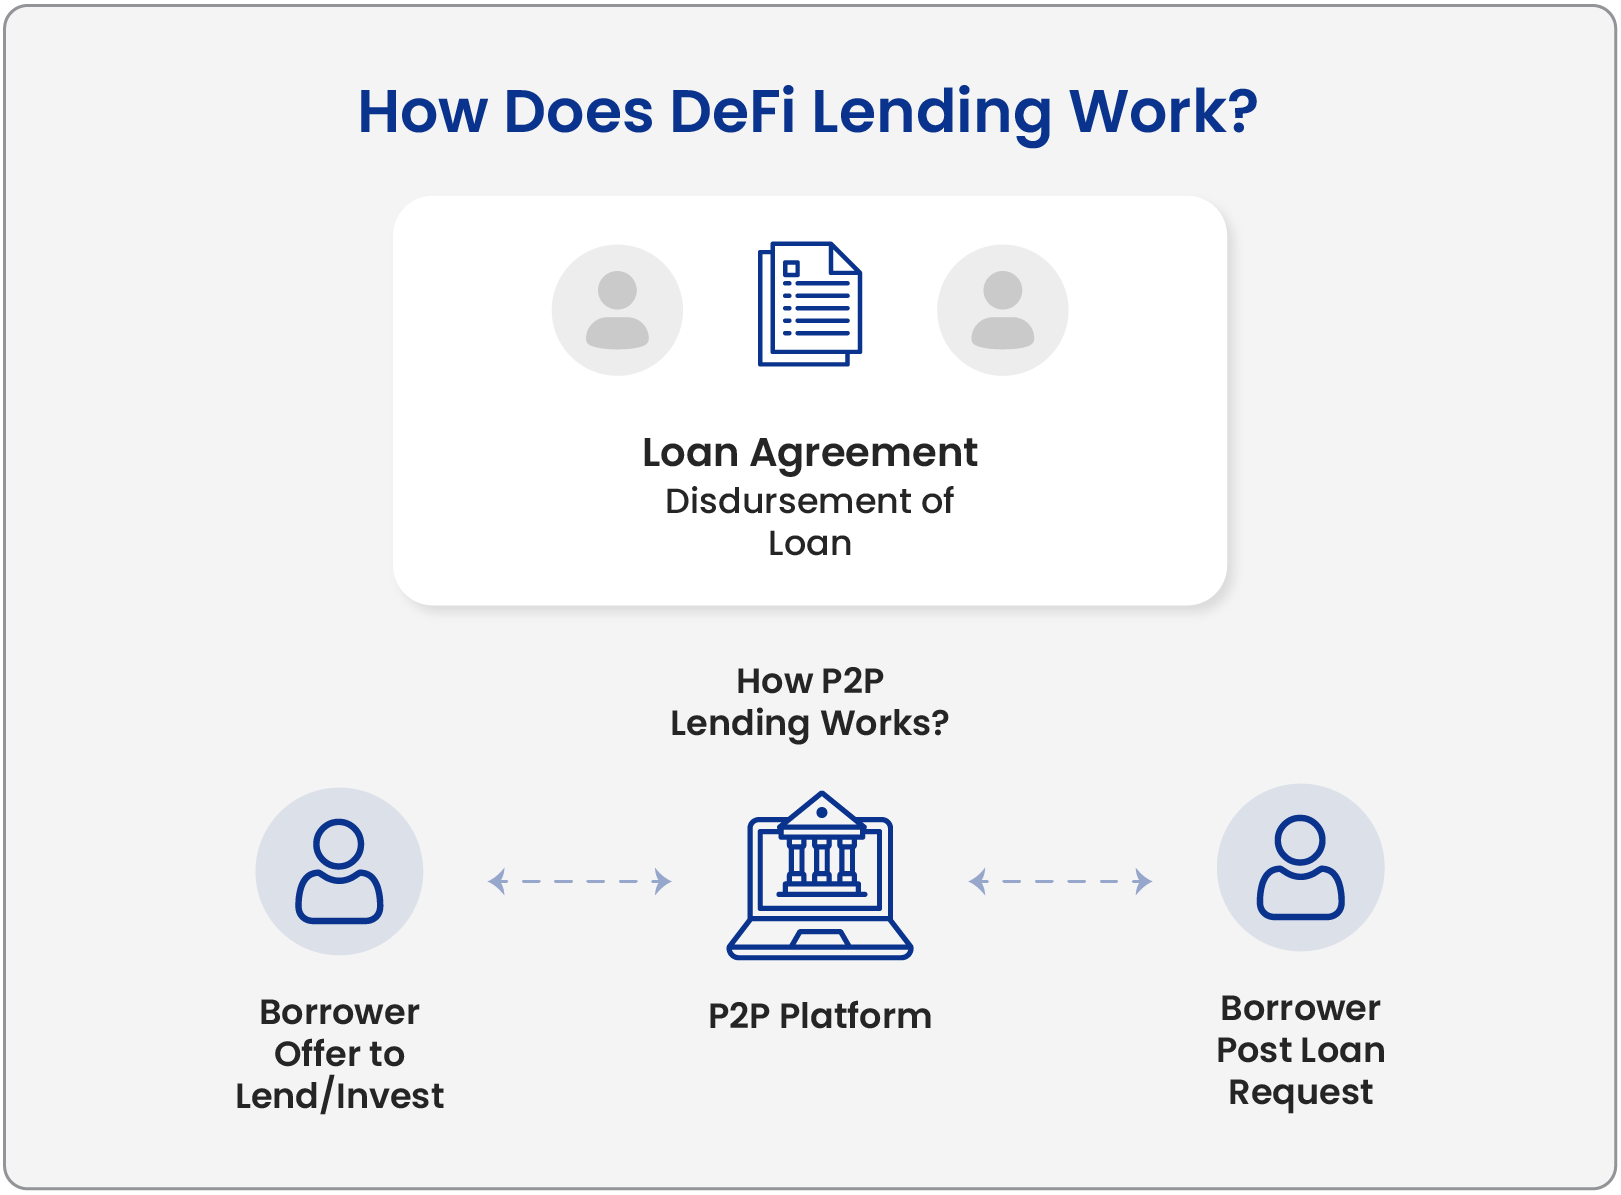 How Does DeFi Lending Work?
Loan Agreement
Disdursement of
Loan
How P2P
Lending Works?
Borrower
Offer to
Lend/Invest
P2P Platform
Borrower
Post Loan
Request